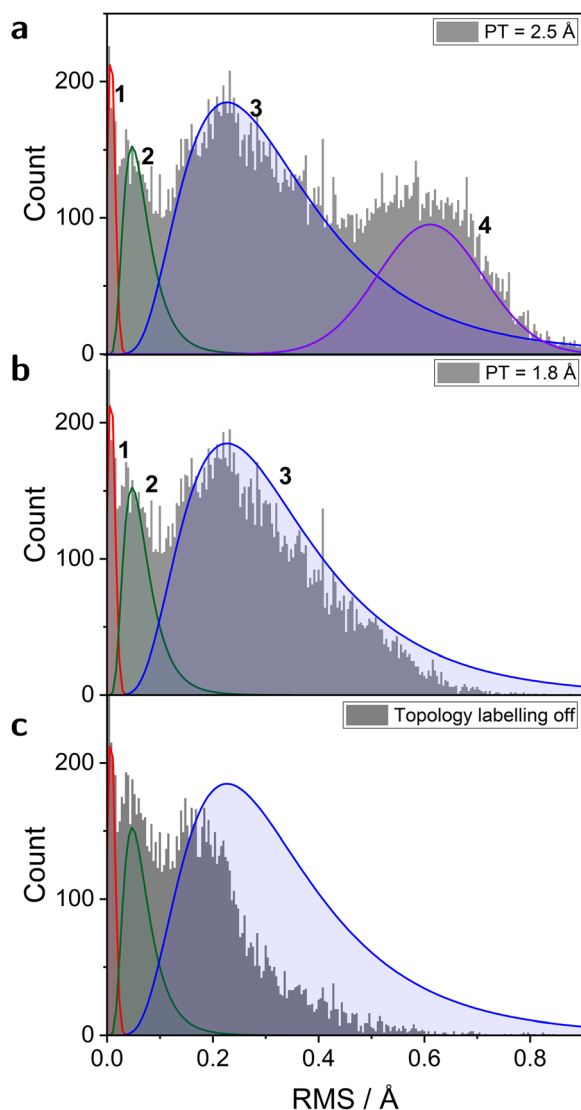 a
PT = 2.5 Å
200
100
0
Count
1
2
3
4
b
PT = 1.8 Å
200
100
0
Count
1
2
3
c
Topology labelling off
200
100
0
Count
0.0 0.2 0.4 0.6 0.8
RMS / Å